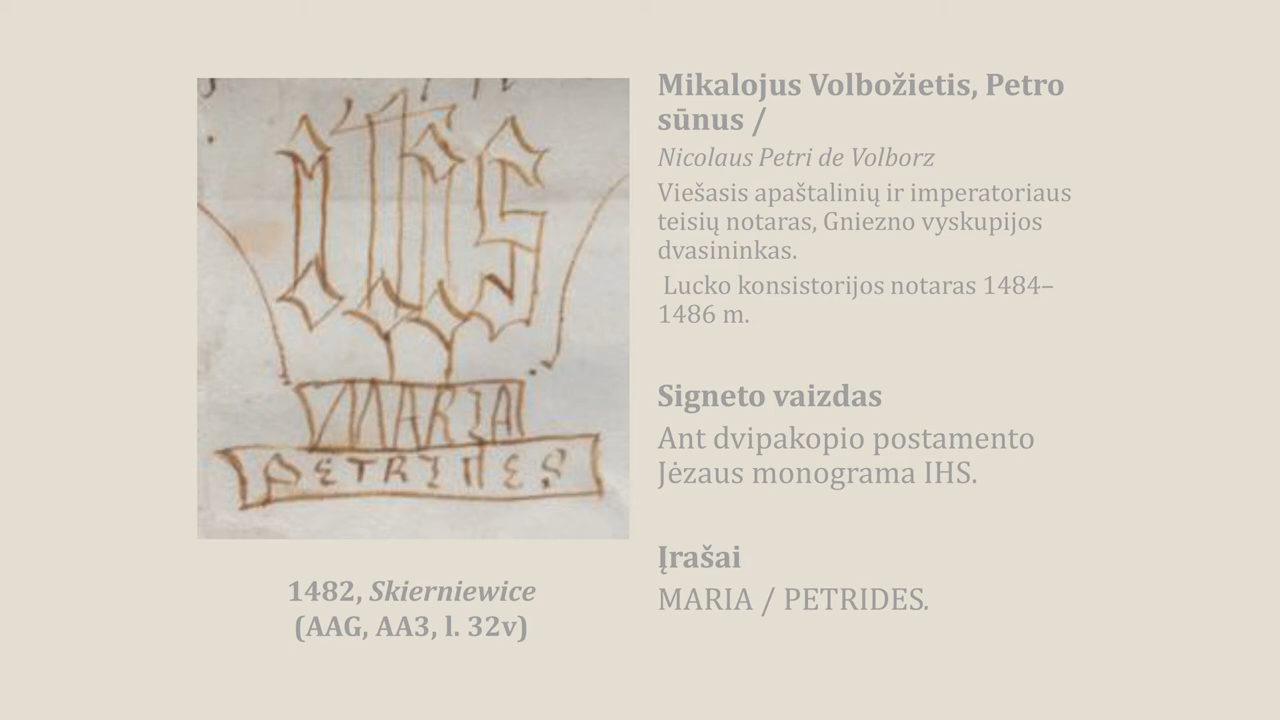 ihs
MARIA
PETRIDES
1482, Skierniewice
(AAG, AA3, l. 32v)
Mikalojus Volbožietis, Petro
sūnus /
Nicolaus Petri de Volborz
Viešasis apaštalinių ir imperatoriaus
teisių notaras, Gniezno vyskupijos
dvasininkas.
Lucko konsistorijos notaras 1484–
1486 m.
Signeto vaizdas
Ant dvipakopio postamento
Jėzaus monograma IHS.
Įrašai
MARIA / PETRIDES.